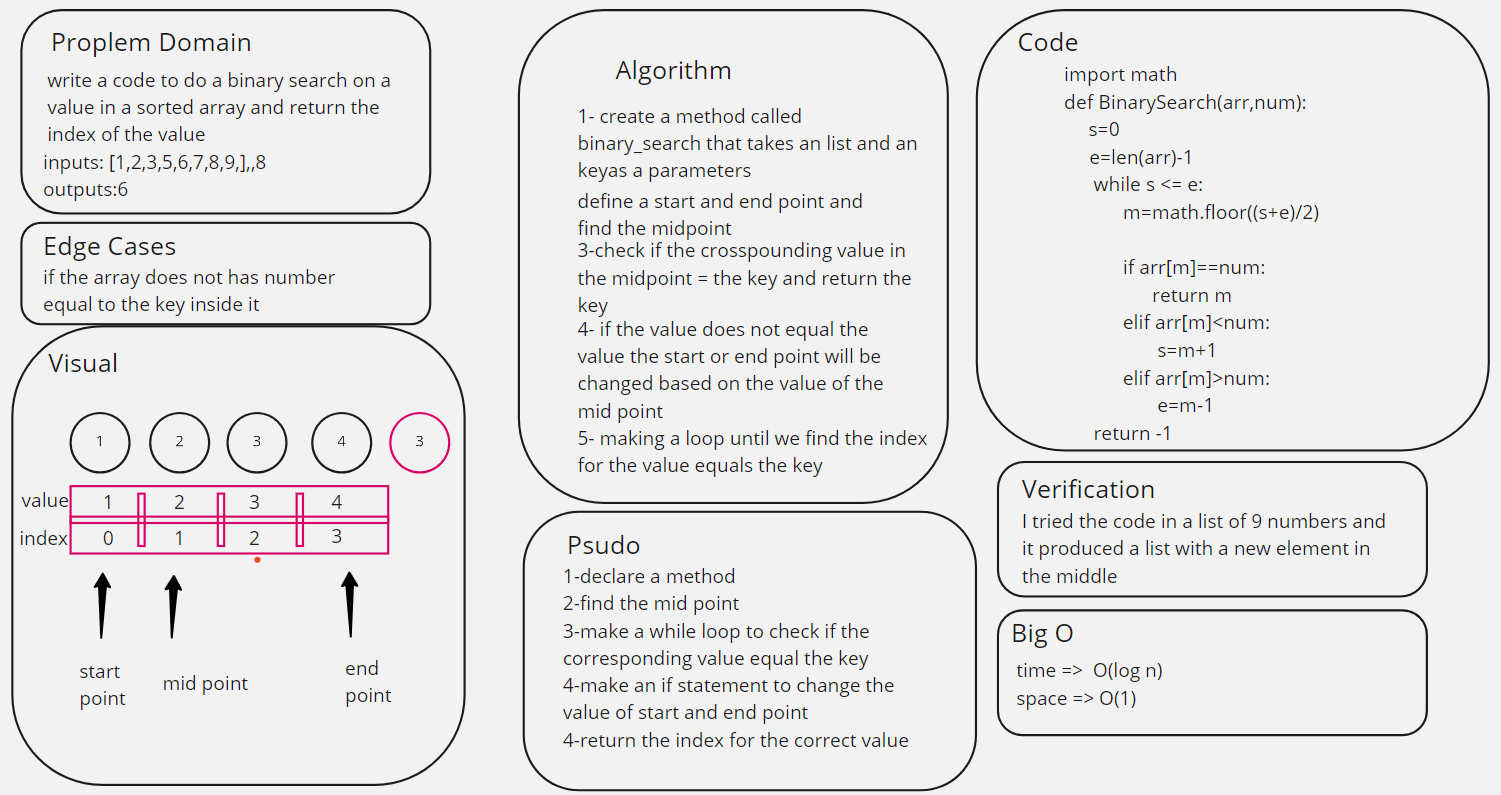 Proplem Domain
write a code to do a binary search on a
value in a sorted array and return the
index of the value
inputs: [1,2,3,5,6,7,8,9,],,8
outputs:6
Edge Cases
if the array does not has number
equal to the key inside it
Visual
1 2 3 4 3
value 1 2 3 4
index 0 1 2 3
start
point
mid point
end
point
Algorithm
1- create a method called
binary_search that takes an list and an
keyas a parameters
define a start and end point and
find the midpoint
3-check if the crosspounding value in
the midpoint = the key and return the
key
4- if the value does not equal the
value the start or end point will be
changed based on the value of the
mid point
5- making a loop until we find the index
for the value equals the key
Psudo
1-declare a method
2-find the mid point
3-make a while loop to check if the
corresponding value equal the key
4-make an if statement to change the
value of start and end point
4-return the index for the correct value
Code
import math
def BinarySearch(arr,num):
s=0
e=len(arr)-1
while s <= e:
m=math.floor((s+e)/2)
if arr[m]==num:
return m
elif arr[m]<num:
s=m+1
elif arr[m]>num:
e=m-1
return -1
Verification
I tried the code in a list of 9 numbers and
it produced a list with a new element in
the middle
Big O
time => O(log n)
space => O(1)